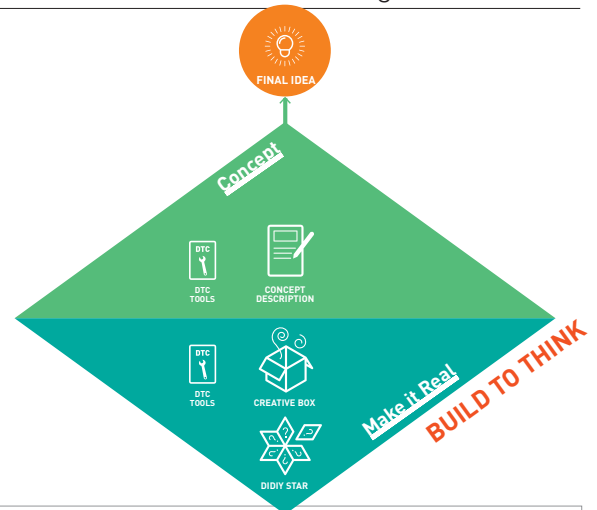 FINAL IDEA
Concept
DTC
DTC
TOOLS
CONCEPT
DESCRIPTION
DTC
DTC
TOOLS
CREATIVE BOX
Make it Real
BUILD TO THINK
? ? ? ? ? ?
DIDIY STAR